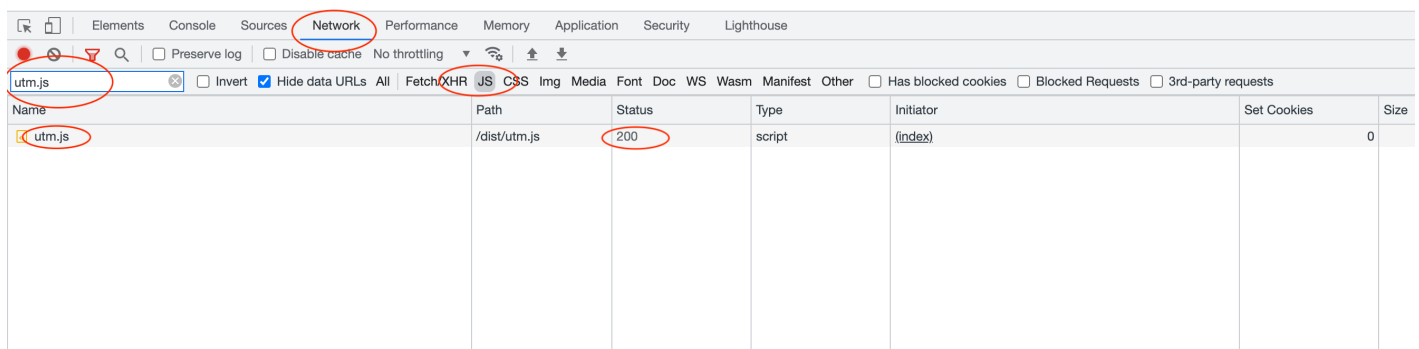 Elements Console Sources Network Performance Memory Application Security Lighthouse
Preserve log Disable cache No throttling
utm.js Invert Hide data URLs All Fetch/XHR JS CSS Img Media Font Doc WS Wasm Manifest Other Has blocked cookies Blocked Requests 3rd-party requests
Name Path Status Type Initiator Set Cookies Size
utm.js /dist/utm.js 200 script (index) 0